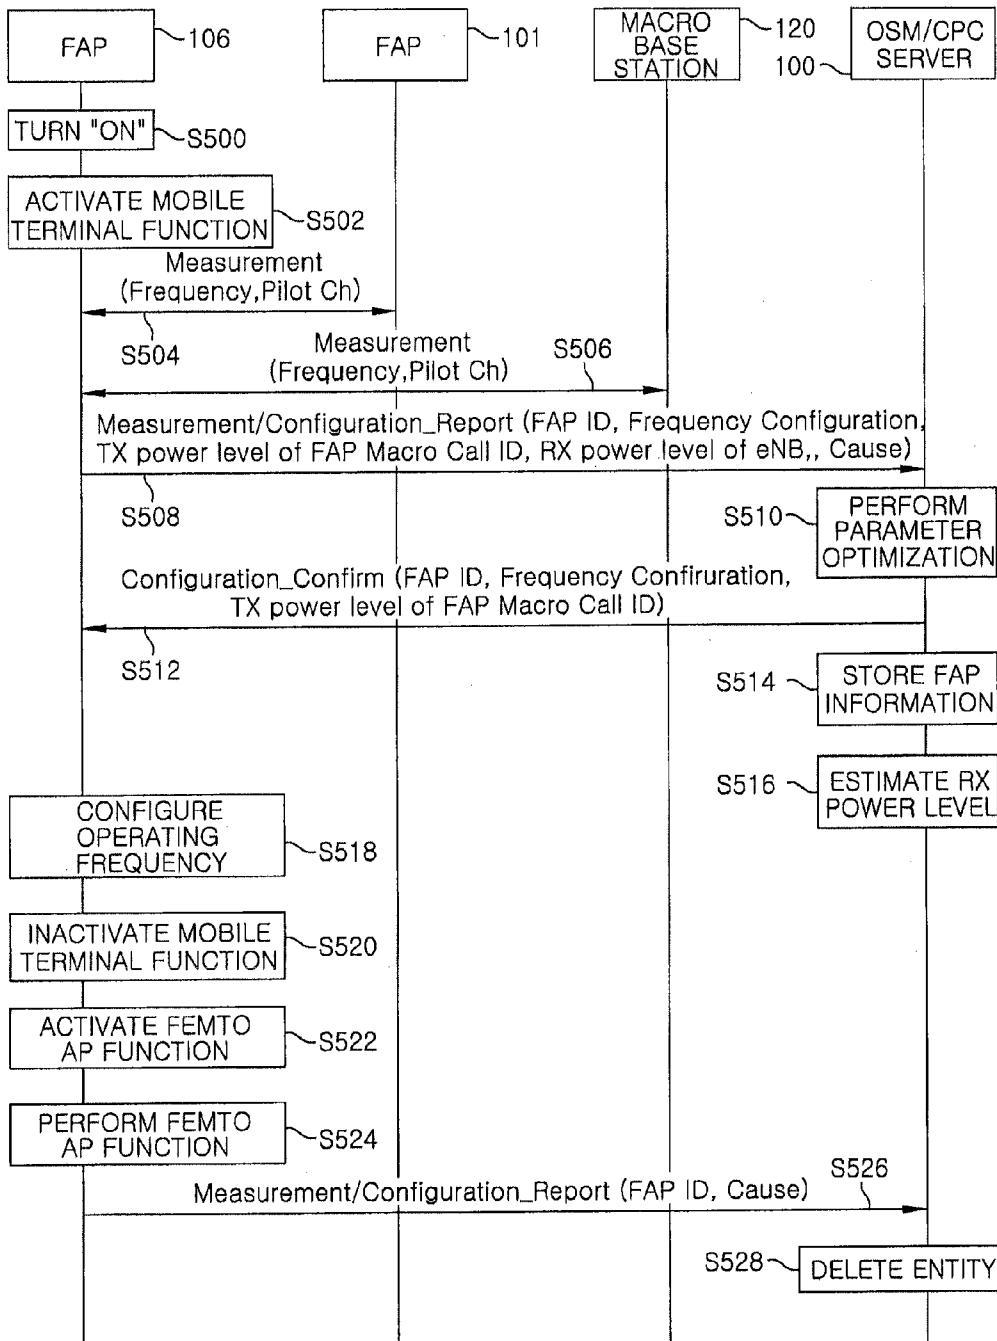 FAP
106
FAP
101
MACRO
BASE
STATION
120
100
OSM/CPC
SERVER
TURN "ON"
S500
ACTIVATE MOBILE
TERMINAL FUNCTION
S502
Measurement
(Frequency,Pilot Ch)
S504
Measurement
(Frequency,Pilot Ch)
S506
Measurement/Configuration_Report (FAP ID, Frequency Configuration,
TX power level of FAP Macro Call ID, RX power level of eNB,, Cause)
S508
S510
PERFORM
PARAMETER
OPTIMIZATION
Configuration_Confirm (FAP ID, Frequency Confiruration,
TX power level of FAP Macro Call ID)
S512
S514
STORE FAP
INFORMATION
S516
ESTIMATE RX
POWER LEVEL
CONFIGURE
OPERATING
FREQUENCY
S518
INACTIVATE MOBILE
TERMINAL FUNCTION
S520
ACTIVATE FEMTO
AP FUNCTION
S522
PERFORM FEMTO
AP FUNCTION
S524
Measurement/Configuration_Report (FAP ID, Cause)
S526
S528
DELETE ENTITY